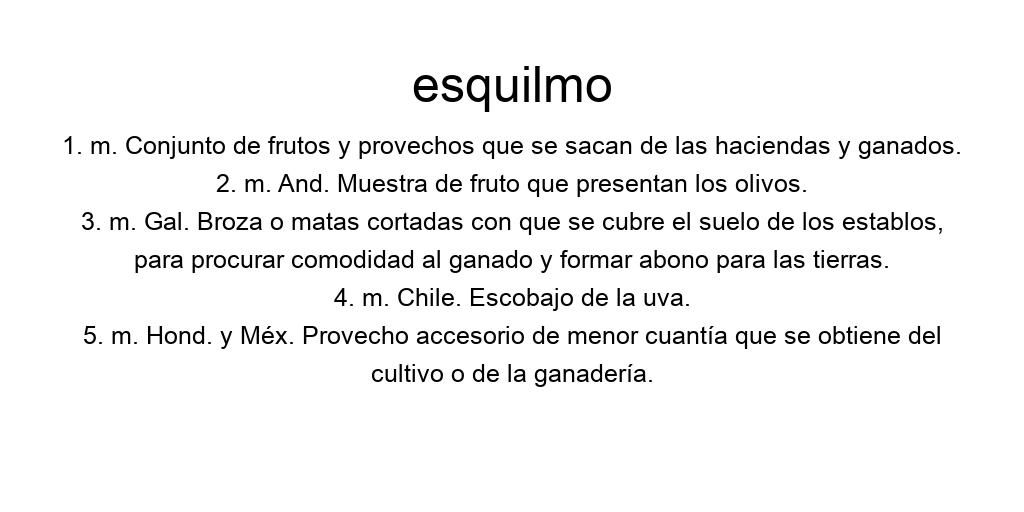 esquilmo
1. m. Conjunto de frutos y provechos que se sacan de las haciendas y ganados.
2. m. And. Muestra de fruto que presentan los olivos.
3. m. Gal. Broza o matas cortadas con que se cubre el suelo de los establos,
para procurar comodidad al ganado y formar abono para las tierras.
4. m. Chile. Escobajo de la uva.
5. m. Hond. y Méx. Provecho accesorio de menor cuantía que se obtiene del
cultivo o de la ganadería.